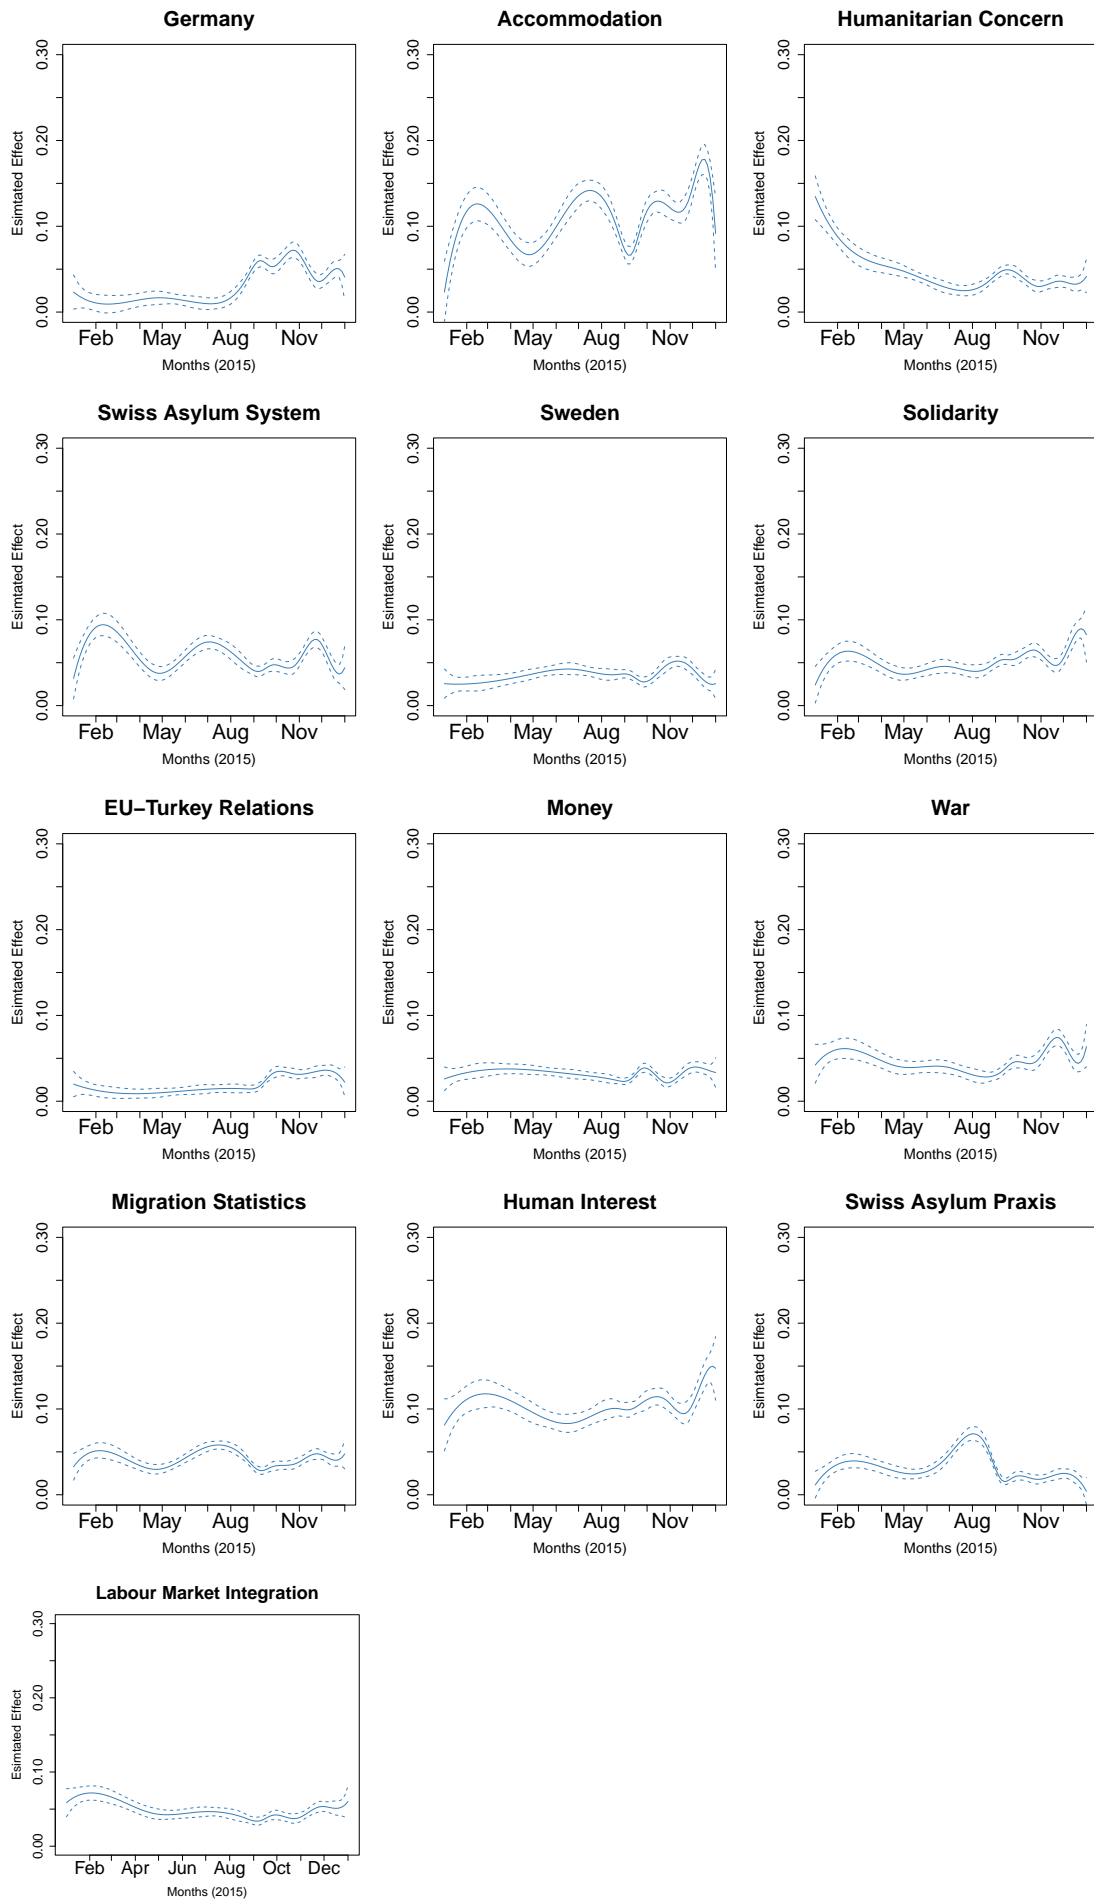 Germany
Accommodation
Humanitarian Concern
Esimtated Effect
0.00 0.10 0.20 0.30
Feb May Aug Nov
Months (2015)
Esimtated Effect
0.00 0.10 0.20 0.30
Feb May Aug Nov
Months (2015)
Esimtated Effect
0.00 0.10 0.20 0.30
Feb May Aug Nov
Months (2015)
Swiss Asylum System
Sweden
Solidarity
Esimtated Effect
0.00 0.10 0.20 0.30
Feb May Aug Nov
Months (2015)
Esimtated Effect
0.00 0.10 0.20 0.30
Feb May Aug Nov
Months (2015)
Esimtated Effect
0.00 0.10 0.20 0.30
Feb May Aug Nov
Months (2015)
EU−Turkey Relations
Money
War
Esimtated Effect
0.00 0.10 0.20 0.30
Feb May Aug Nov
Months (2015)
Esimtated Effect
0.00 0.10 0.20 0.30
Feb May Aug Nov
Months (2015)
Esimtated Effect
0.00 0.10 0.20 0.30
Feb May Aug Nov
Months (2015)
Migration Statistics
Human Interest
Swiss Asylum Praxis
Esimtated Effect
0.00 0.10 0.20 0.30
Feb May Aug Nov
Months (2015)
Esimtated Effect
0.00 0.10 0.20 0.30
Feb May Aug Nov
Months (2015)
Esimtated Effect
0.00 0.10 0.20 0.30
Feb May Aug Nov
Months (2015)
Labour Market Integration
Esimtated Effect
0.00 0.10 0.20 0.30
Feb Apr Jun Aug Oct Dec
Months (2015)